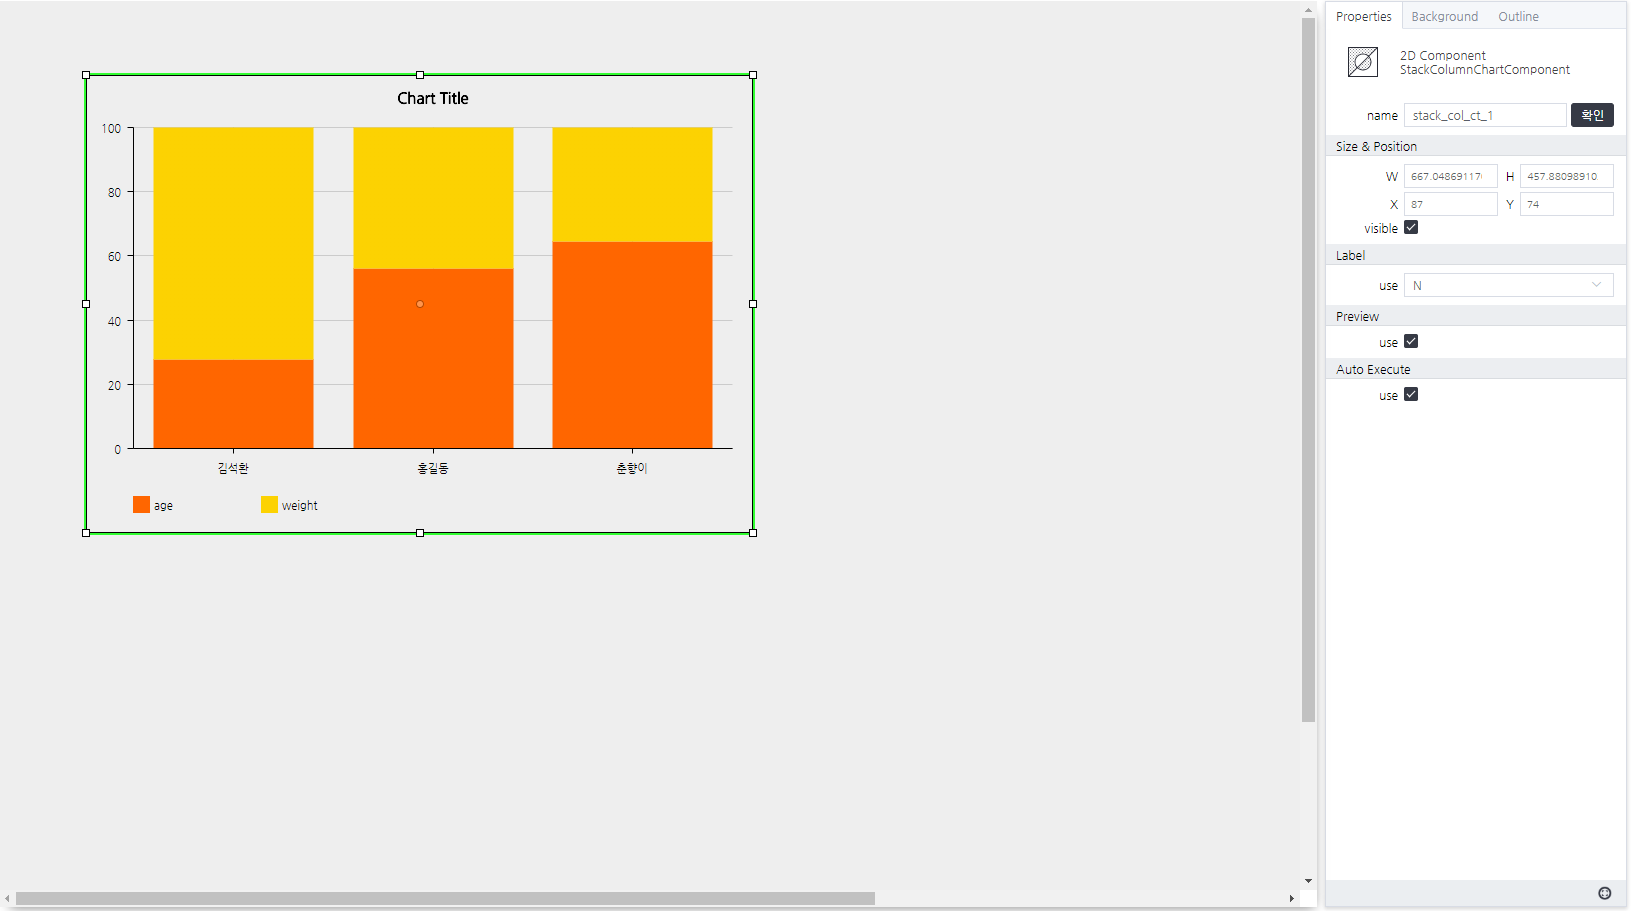 Chart Title
100
80
60
40
20
0
김석환 홍길동 춘향이
age weight
Properties Background Outline
2D Component
StackColumnChartComponent
name stack_col_ct_1 확인
Size & Position
W 667.04869117 H 457.88098910
X 87 Y 74
visible
Label
use N
Preview
use
Auto Execute
use